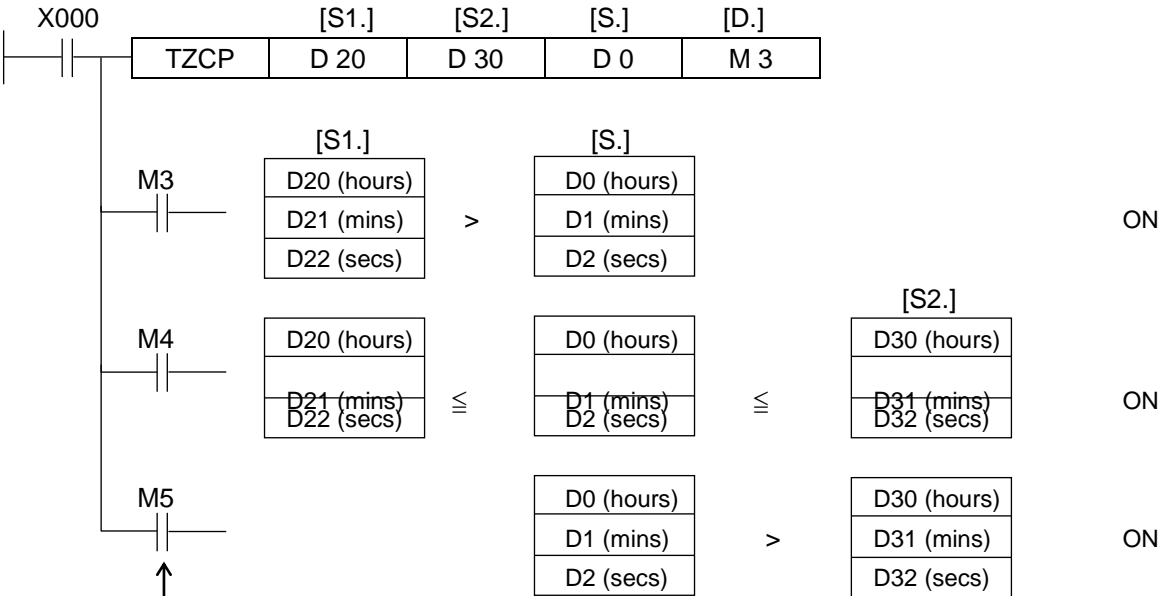 X000 [S1.] [S2.] [S.] [D.]
TZCP D 20 D 30 D 0 M 3
[S1.] [S.]
M3 D20 (hours) D0 (hours)
D21 (mins) > D1 (mins) ON
D22 (secs) D2 (secs)
[S2.]
M4 D20 (hours) D0 (hours) D30 (hours)
D21 (mins) ≦ D1 (mins) ≦ D31 (mins) ON
D22 (secs) D2 (secs) D32 (secs)
M5 D0 (hours) D30 (hours)
D1 (mins) > D31 (mins) ON
D2 (secs) D32 (secs)